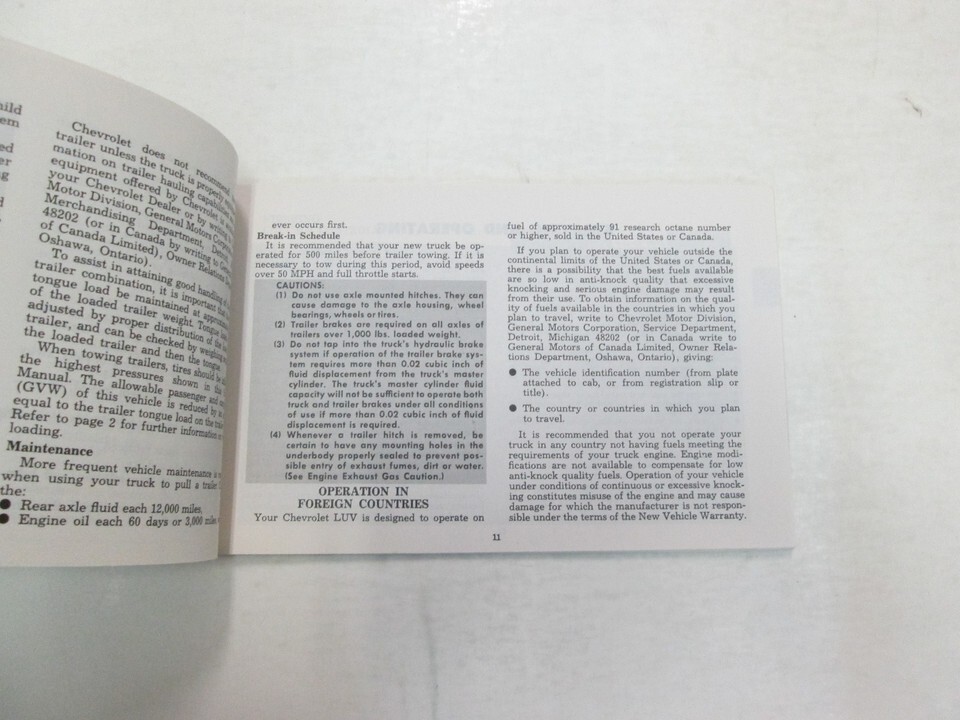 hild
em
ed
er
Chevrolet does not recommend
trailer unless the truck is properly
mation on trailer hauling capabilities
equipment offered by Chevrolet is
your Chevrolet Dealer or by writing to
Motor Division, General Motors
Merchandising Department, Detroit,
48202 (or in Canada by writing to General
of Canada Limited), Owner Relations
Oshawa, Ontario).
To assist in attaining good handling of
trailer combination, it is important that
tongue load be maintained at approximately
of the loaded trailer weight. Tongue
adjusted by proper distribution of the
trailer, and can be checked by weighing
the loaded trailer and then the tongue.
When towing trailers, tires should be
the highest pressures shown in
Manual. The allowable passenger and
(GVW) of this vehicle is reduced by
equal to the trailer tongue load on the
Refer to page 2 for further information
loading.
Maintenance
More frequent vehicle maintenance is
when using your truck to pull a trailer.
the:
● Rear axle fluid each 12,000 miles.
● Engine oil each 60 days or 3,000 miles
ever occurs first.
Break-in Schedule
It is recommended that your new truck be op-
erated for 500 miles before trailer towing. If it is
necessary to tow during this period, avoid speeds
over 50 MPH and full throttle starts.
CAUTIONS:
(1) Do not use axle mounted hitches. They can
cause damage to the axle housing, wheel
bearings, wheels or tires.
(2) Trailer brakes are required on all axles of
trailers over 1,000 lbs. loaded weight.
(3) Do not tap into the truck's hydraulic brake
system if operation of the trailer brake sys-
tem requires more than 0.02 cubic inch of
fluid displacement from the truck's master
cylinder. The truck's master cylinder fluid
capacity will not be sufficient to operate both
truck and trailer brakes under all conditions
of use if more than 0.02 cubic inch of fluid
displacement is required.
(4) Whenever a trailer hitch is removed, be
certain to have any mounting holes in the
underbody properly sealed to prevent pos-
sible entry of exhaust fumes, dirt or water.
(See Engine Exhaust Gas Caution.)
OPERATION IN
FOREIGN COUNTRIES
Your Chevrolet LUV is designed to operate on
fuel of approximately 91 research octane number
or higher, sold in the United States or Canada.
If you plan to operate your vehicle outside the
continental limits of the United States or Canada,
there is a possibility that the best fuels available
are so low in anti-knock quality that excessive
knocking and serious engine damage may result
from their use. To obtain information on the qual-
ity of fuels available in the countries in which you
plan to travel, write to Chevrolet Motor Division,
General Motors Corporation, Service Department,
Detroit, Michigan 48202 (or in Canada write to
General Motors of Canada Limited, Owner Rela-
tions Department, Oshawa, Ontario), giving:
● The vehicle identification number (from plate
attached to cab, or from registration slip or
title).
● The country or countries in which you plan
to travel.
It is recommended that you not operate your
truck in any country not having fuels meeting the
requirements of your truck engine. Engine modi-
fications are not available to compensate for low
anti-knock quality fuels. Operation of your vehicle
under conditions of continuous or excessive knock-
ing constitutes misuse of the engine and may cause
damage for which the manufacturer is not respon-
sible under the terms of the New Vehicle Warranty.
11